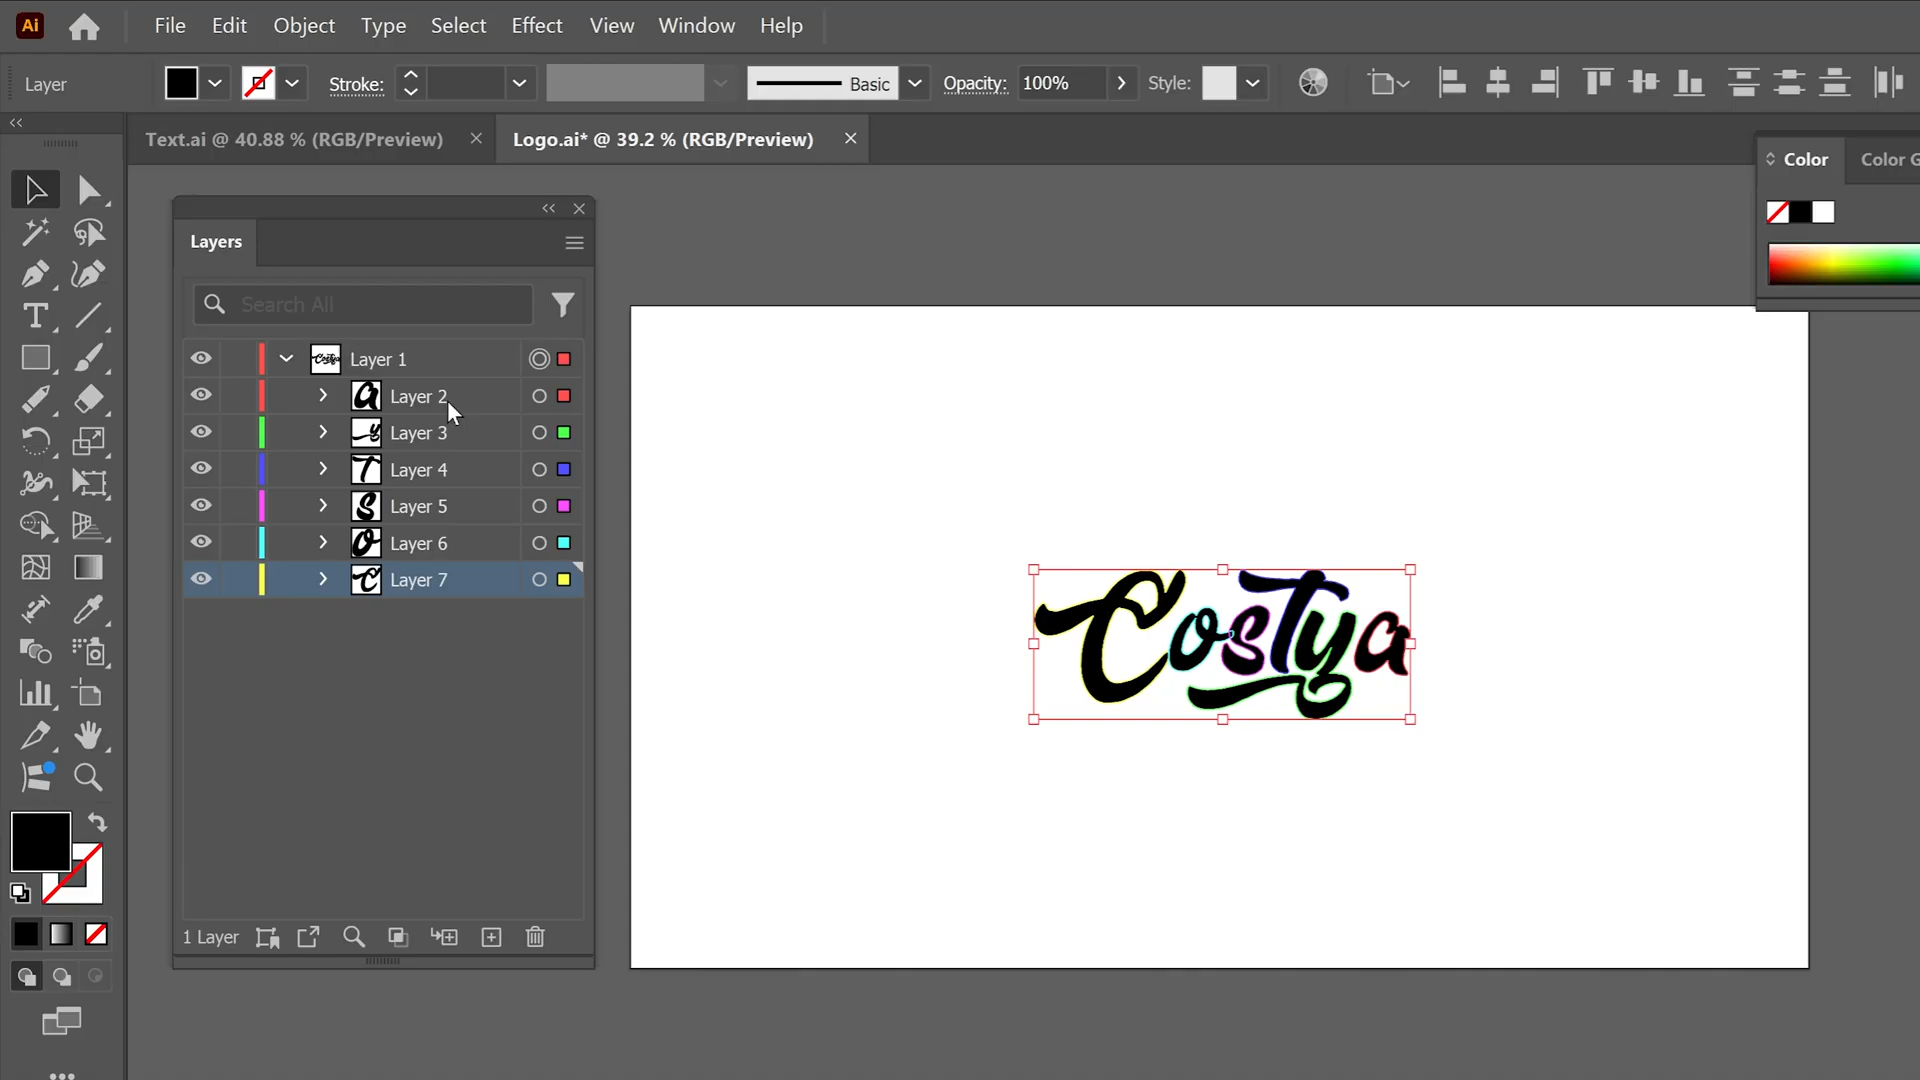 Ai File Edit Object Type Select Effect View Window Help
Layer Stroke: Basic Opacity: 100% Style:
Text.ai @ 40.88 % (RGB/Preview) Logo.ai* @ 39.2 % (RGB/Preview)
Color Color G
Layers
Search All
Costya Layer 1
a Layer 2
y Layer 3
T Layer 4
s Layer 5
o Layer 6
C Layer 7
CosTya
1 Layer